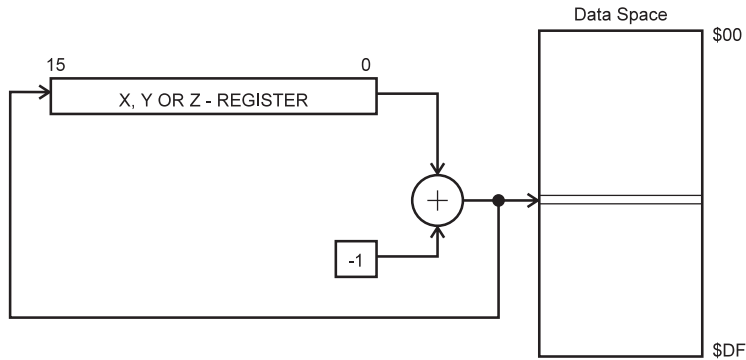 Data Space
$00
15 0
X, Y OR Z - REGISTER
+
-1
$DF